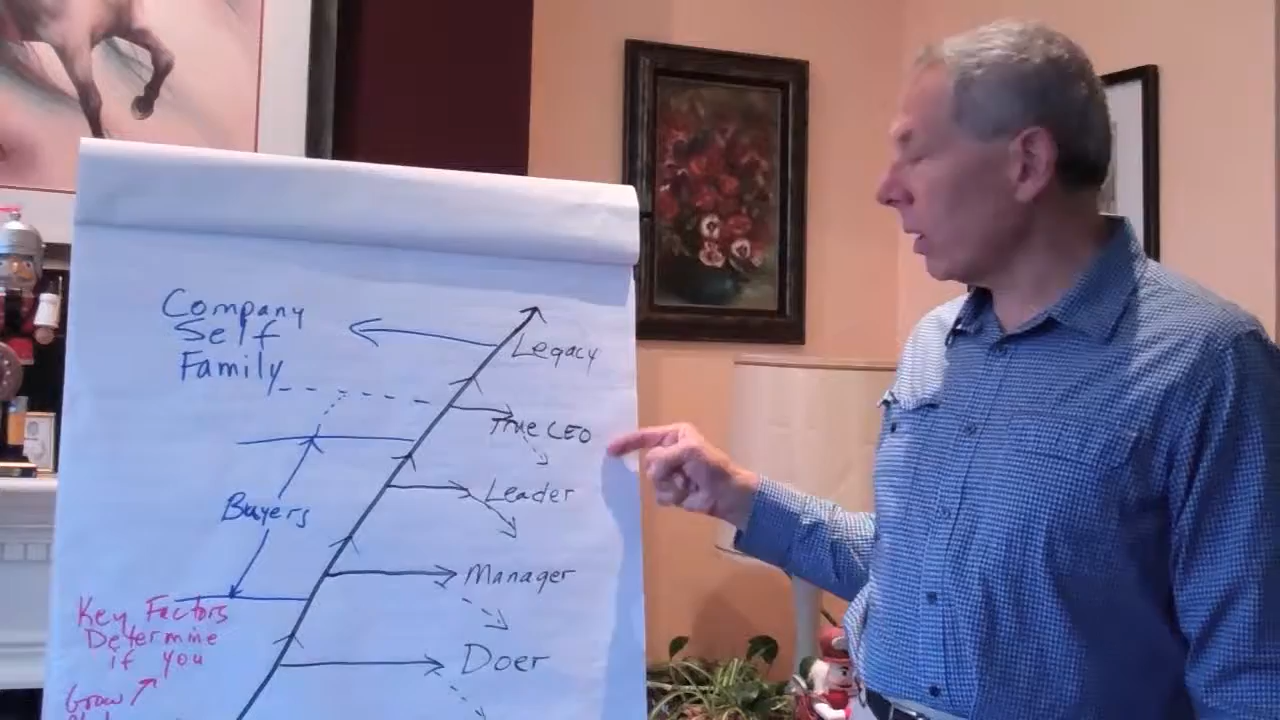 Company
Self
Family
Legacy
True CEO
Leader
Buyers
Manager
Key Factors
Determine
if you
Doer
Grow